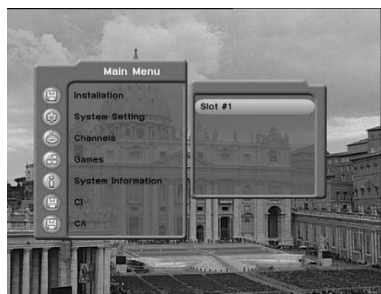 Main Menu
Installation
System Setting
Channels
Games
System Information
CI
CA
Slot #1